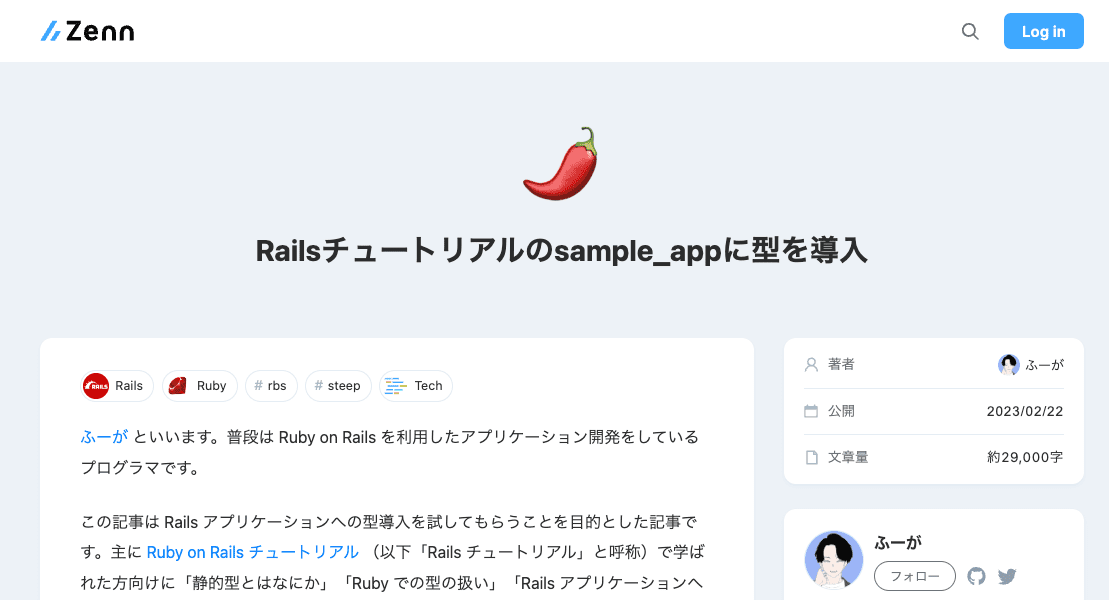 Zenn
Log in
Railsチュートリアルのsample_appに型を導入
RAILS Rails Ruby # rbs # steep Tech
ふーが といいます。普段は Ruby on Rails を利用したアプリケーション開発をしている
プログラマです。
この記事は Rails アプリケーションへの型導入を試してもらうことを目的とした記事で
す。主に Ruby on Rails チュートリアル （以下「Rails チュートリアル」と呼称）で学ば
れた方向けに「静的型とはなにか」「Ruby での型の扱い」「Rails アプリケーションへ
著者 ふーが
公開 2023/02/22
文章量 約29,000字
ふーが
フォロー